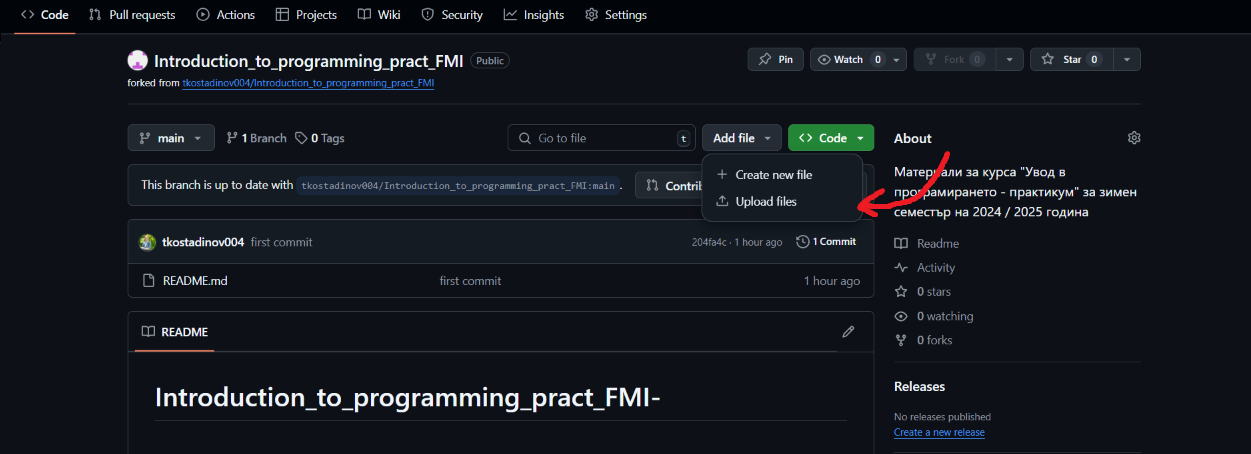 Code Pull requests Actions Projects Wiki Security Insights Settings
Introduction_to_programming_pract_FMI Public Pin Watch 0 Fork 0 Star 0
forked from tkostadinov004/Introduction_to_programming_pract_FMI
main 1 Branch 0 Tags Go to file t Add file Code
Create new file
Upload files
This branch is up to date with tkostadinov004/Introduction_to_programming_pract_FMI:main .
tkostadinov004 first commit 204fa4c · 1 hour ago 1 Commit
README.md first commit 1 hour ago
README
Introduction_to_programming_pract_FMI-
About
Материали за курса "Увод в
програмирането - практикум" за зимен
семестър на 2024 / 2025 година
Readme
Activity
0 stars
0 watching
0 forks
Releases
No releases published
Create a new release